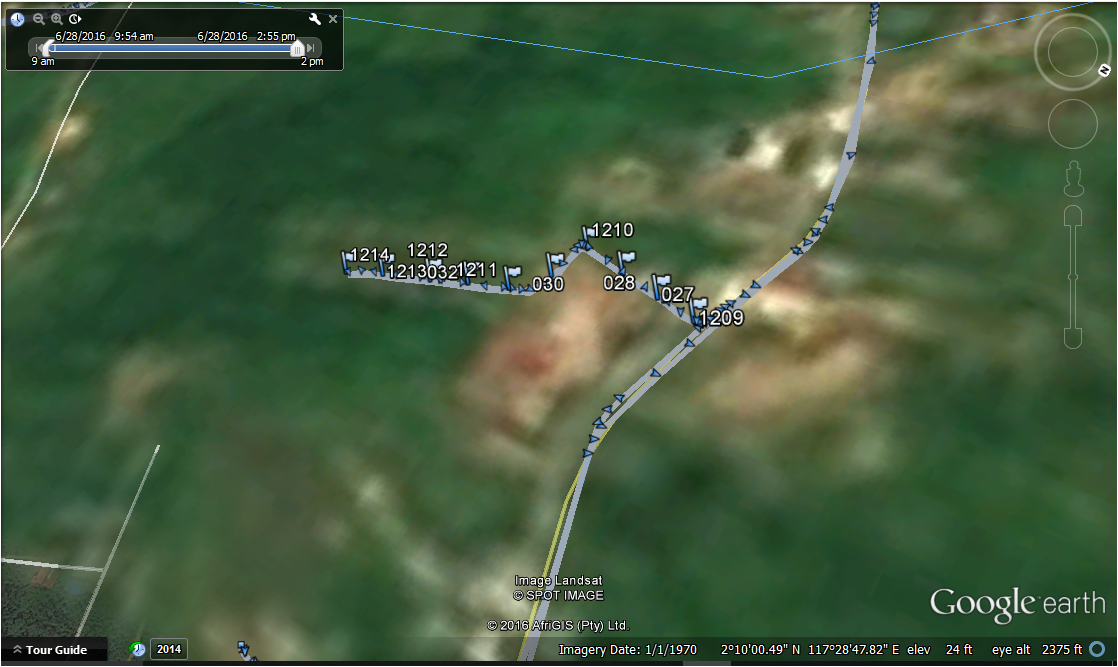 6/28/2016 9:54 am 6/28/2016 2:55 pm
9 am 2 pm
N
1210
1214 1212
1213 032 1211
030 028
027
1209
Image Landsat
© SPOT IMAGE
© 2016 AfriGIS (Pty) Ltd.
Google earth
Tour Guide 2014 Imagery Date: 1/1/1970 2°10'00.49" N 117°28'47.82" E elev 24 ft eye alt 2375 ft